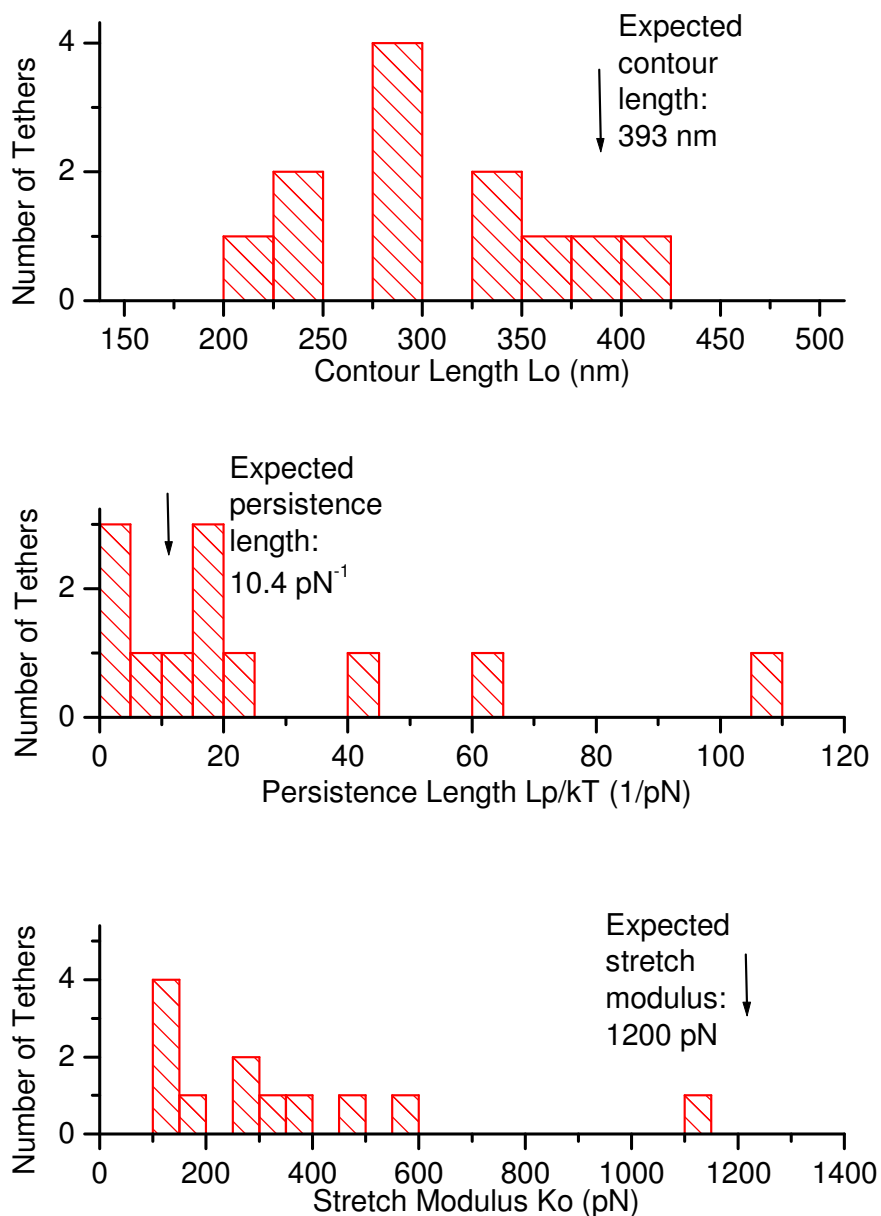 Number of Tethers
4
2
0
Expected
contour
length:
393 nm
150 200 250 300 350 400 450 500
Contour Length Lo (nm)
Number of Tethers
2
0
Expected
persistence
length:
10.4 pN⁻¹
0 20 40 60 80 100 120
Persistence Length Lp/kT (1/pN)
Number of Tethers
4
2
0
Expected
stretch
modulus:
1200 pN
0 200 400 600 800 1000 1200 1400
Stretch Modulus Ko (pN)